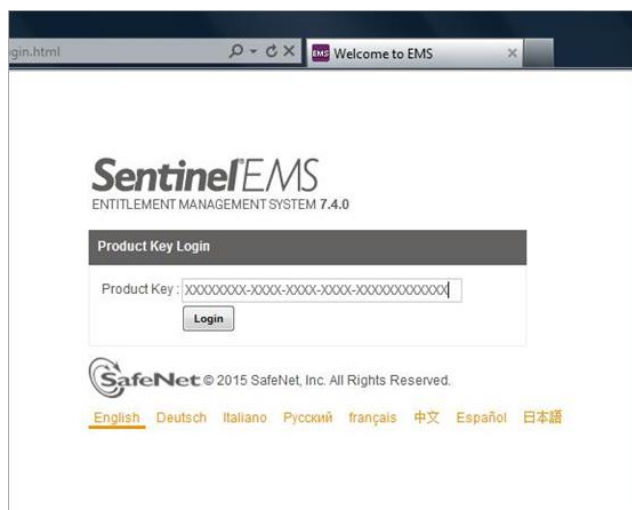 gin.html
EMS Welcome to EMS
Sentinel EMS
ENTITLEMENT MANAGEMENT SYSTEM 7.4.0
Product Key Login
Product Key : XXXXXXXX-XXXX-XXXX-XXXX-XXXXXXXXXXXX
Login
SafeNet © 2015 SafeNet, Inc. All Rights Reserved.
English Deutsch Italiano Русский français 中文 Español 日本語